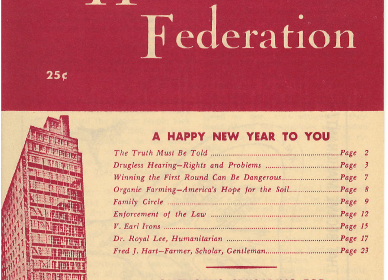 Federation
25¢
A HAPPY NEW YEAR TO YOU
The Truth Must Be Told ........ Page 2
Drugless Hearing—Rights and Problems ........ Page 3
Winning the First Round Can Be Dangerous ........ Page 7
Organic Farming—America's Hope for the Soil ........ Page 8
Family Circle ........ Page 9
Enforcement of the Law ........ Page 12
V. Earl Irons ........ Page 15
Dr. Royal Lee, Humanitarian ........ Page 17
Fred J. Hart—Farmer, Scholar, Gentleman ........ Page 23